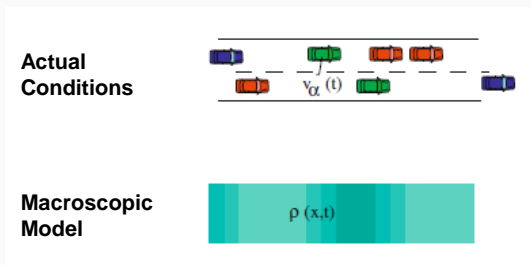 Actual
Conditions
vα (t)
Macroscopic
Model
ρ (x,t)